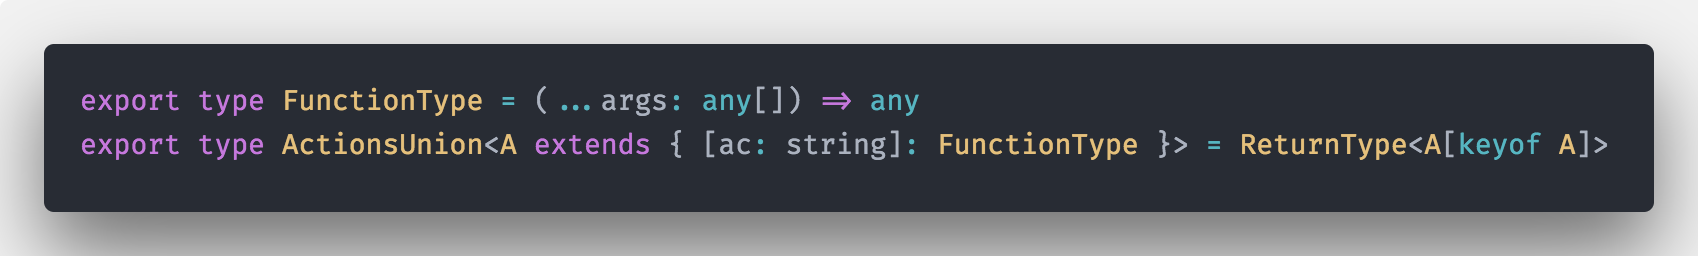 export type FunctionType = (...args: any[]) => any
export type ActionsUnion<A extends { [ac: string]: FunctionType }> = ReturnType<A[keyof A]>